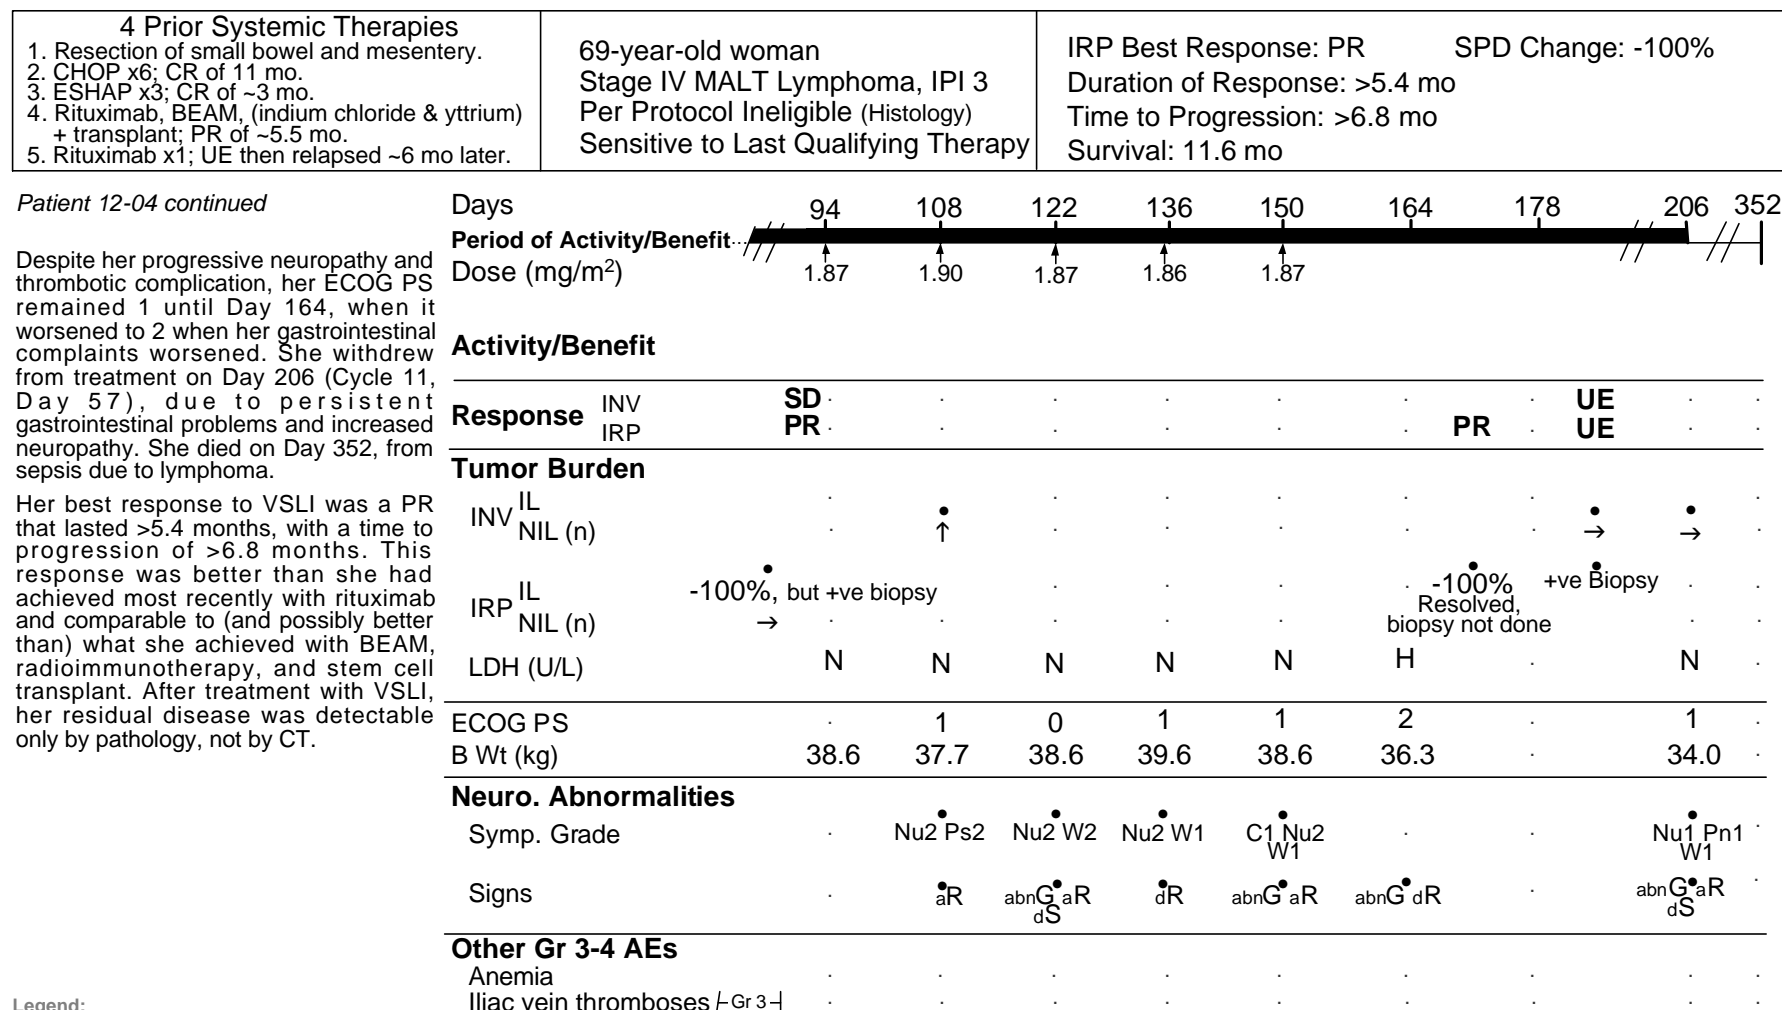 4 Prior Systemic Therapies
1. Resection of small bowel and mesentery.
2. CHOP x6; CR of 11 mo.
3. ESHAP x3; CR of ~3 mo.
4. Rituximab, BEAM, (indium chloride & yttrium)
+ transplant; PR of ~5.5 mo.
5. Rituximab x1; UE then relapsed ~6 mo later.
69-year-old woman
Stage IV MALT Lymphoma, IPI 3
Per Protocol Ineligible (Histology)
Sensitive to Last Qualifying Therapy
IRP Best Response: PR SPD Change: -100%
Duration of Response: >5.4 mo
Time to Progression: >6.8 mo
Survival: 11.6 mo
Patient 12-04 continued
Despite her progressive neuropathy and
thrombotic complication, her ECOG PS
remained 1 until Day 164, when it
worsened to 2 when her gastrointestinal
complaints worsened. She withdrew
from treatment on Day 206 (Cycle 11,
Day 57), due to persistent
gastrointestinal problems and increased
neuropathy. She died on Day 352, from
sepsis due to lymphoma.
Her best response to VSLI was a PR
that lasted >5.4 months, with a time to
progression of >6.8 months. This
response was better than she had
achieved most recently with rituximab
and comparable to (and possibly better
than) what she achieved with BEAM,
radioimmunotherapy, and stem cell
transplant. After treatment with VSLI,
her residual disease was detectable
only by pathology, not by CT.
Days 94 108 122 136 150 164 178 206 352
Period of Activity/Benefit
Dose (mg/m²) 1.87 1.90 1.87 1.86 1.87
Activity/Benefit
Response INV SD UE
IRP PR PR UE
Tumor Burden
INV IL
NIL (n) ↑ → →
IRP IL -100%, but +ve biopsy -100% +ve Biopsy
Resolved,
NIL (n) → biopsy not done
LDH (U/L) N N N N N H N
ECOG PS 1 0 1 1 2 1
B Wt (kg) 38.6 37.7 38.6 39.6 38.6 36.3 34.0
Neuro. Abnormalities
Symp. Grade Nu2 Ps2 Nu2 W2 Nu2 W1 C1 Nu2 Nu1 Pn1
W1 W1
Signs aR abnG aR dR abnG aR abnG dR abnG aR
dS dS
Other Gr 3-4 AEs
Anemia
Iliac vein thromboses Gr 3
Legend: